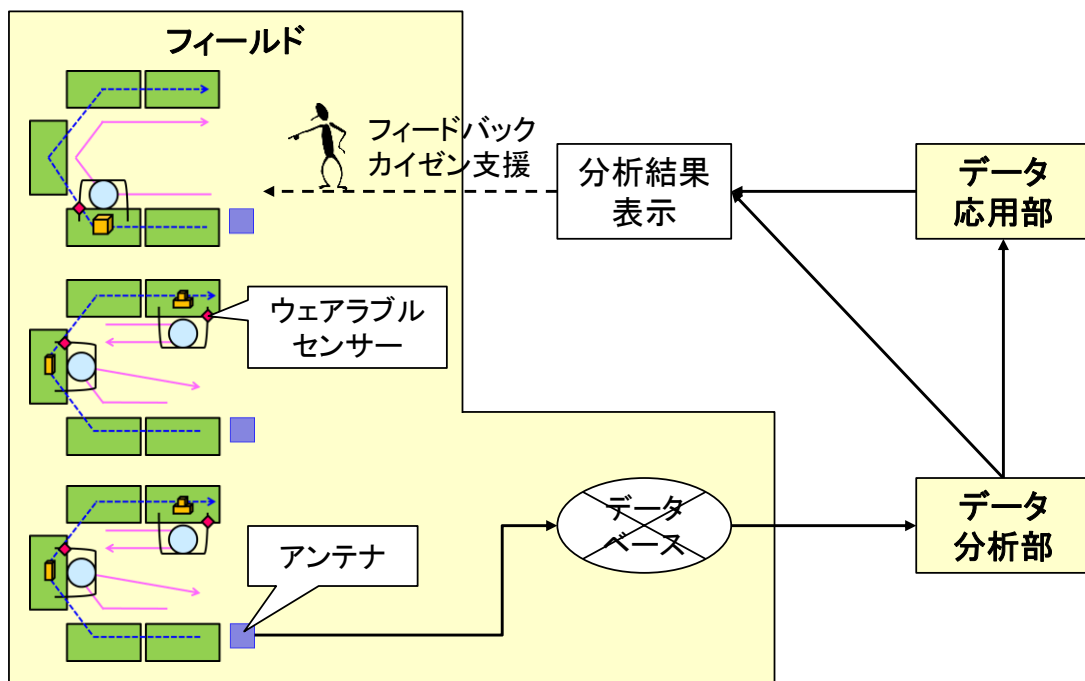 フィールド
フィードバック
カイゼン支援
分析結果
表示
データ
応用部
ウェアラブル
センサー
アンテナ
データ
ベース
データ
分析部